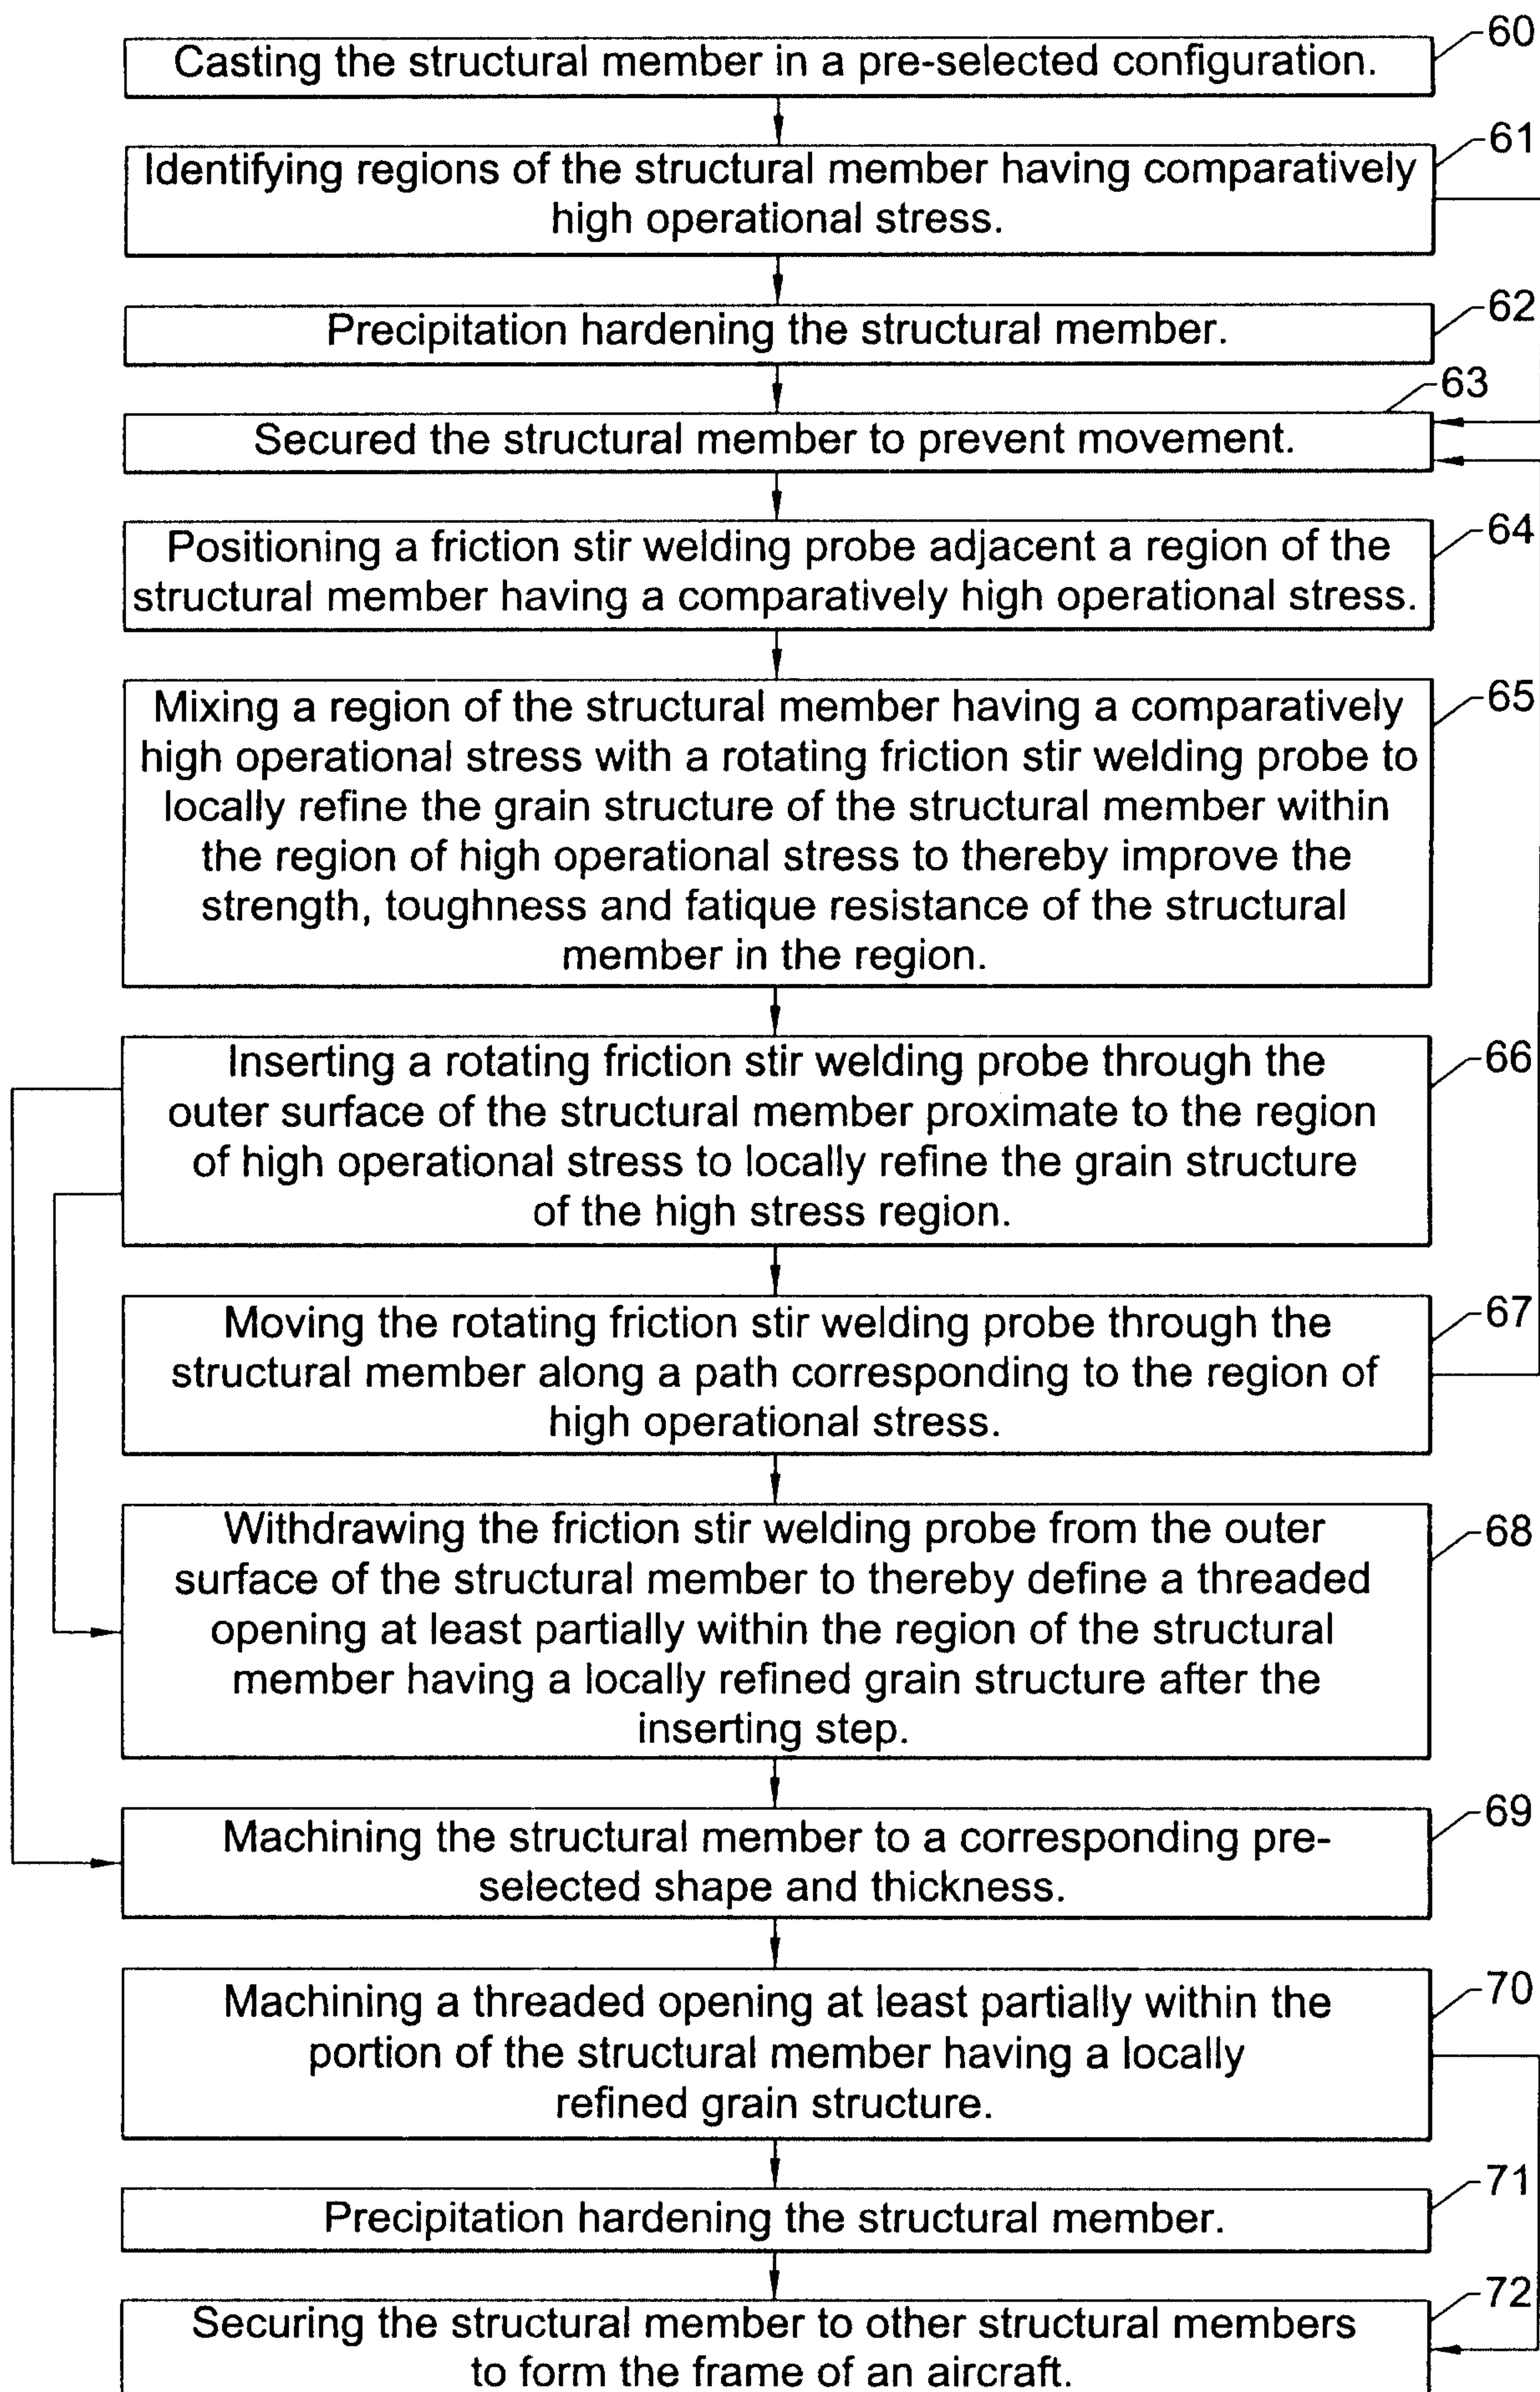 60
Casting the structural member in a pre-selected configuration.
61
Identifying regions of the structural member having comparatively
high operational stress.
62
Precipitation hardening the structural member.
63
Secured the structural member to prevent movement.
64
Positioning a friction stir welding probe adjacent a region of the
structural member having a comparatively high operational stress.
65
Mixing a region of the structural member having a comparatively
high operational stress with a rotating friction stir welding probe to
locally refine the grain structure of the structural member within
the region of high operational stress to thereby improve the
strength, toughness and fatique resistance of the structural
member in the region.
66
Inserting a rotating friction stir welding probe through the
outer surface of the structural member proximate to the region
of high operational stress to locally refine the grain structure
of the high stress region.
67
Moving the rotating friction stir welding probe through the
structural member along a path corresponding to the region of
high operational stress.
68
Withdrawing the friction stir welding probe from the outer
surface of the structural member to thereby define a threaded
opening at least partially within the region of the structural
member having a locally refined grain structure after the
inserting step.
69
Machining the structural member to a corresponding pre-
selected shape and thickness.
70
Machining a threaded opening at least partially within the
portion of the structural member having a locally
refined grain structure.
71
Precipitation hardening the structural member.
72
Securing the structural member to other structural members
to form the frame of an aircraft.